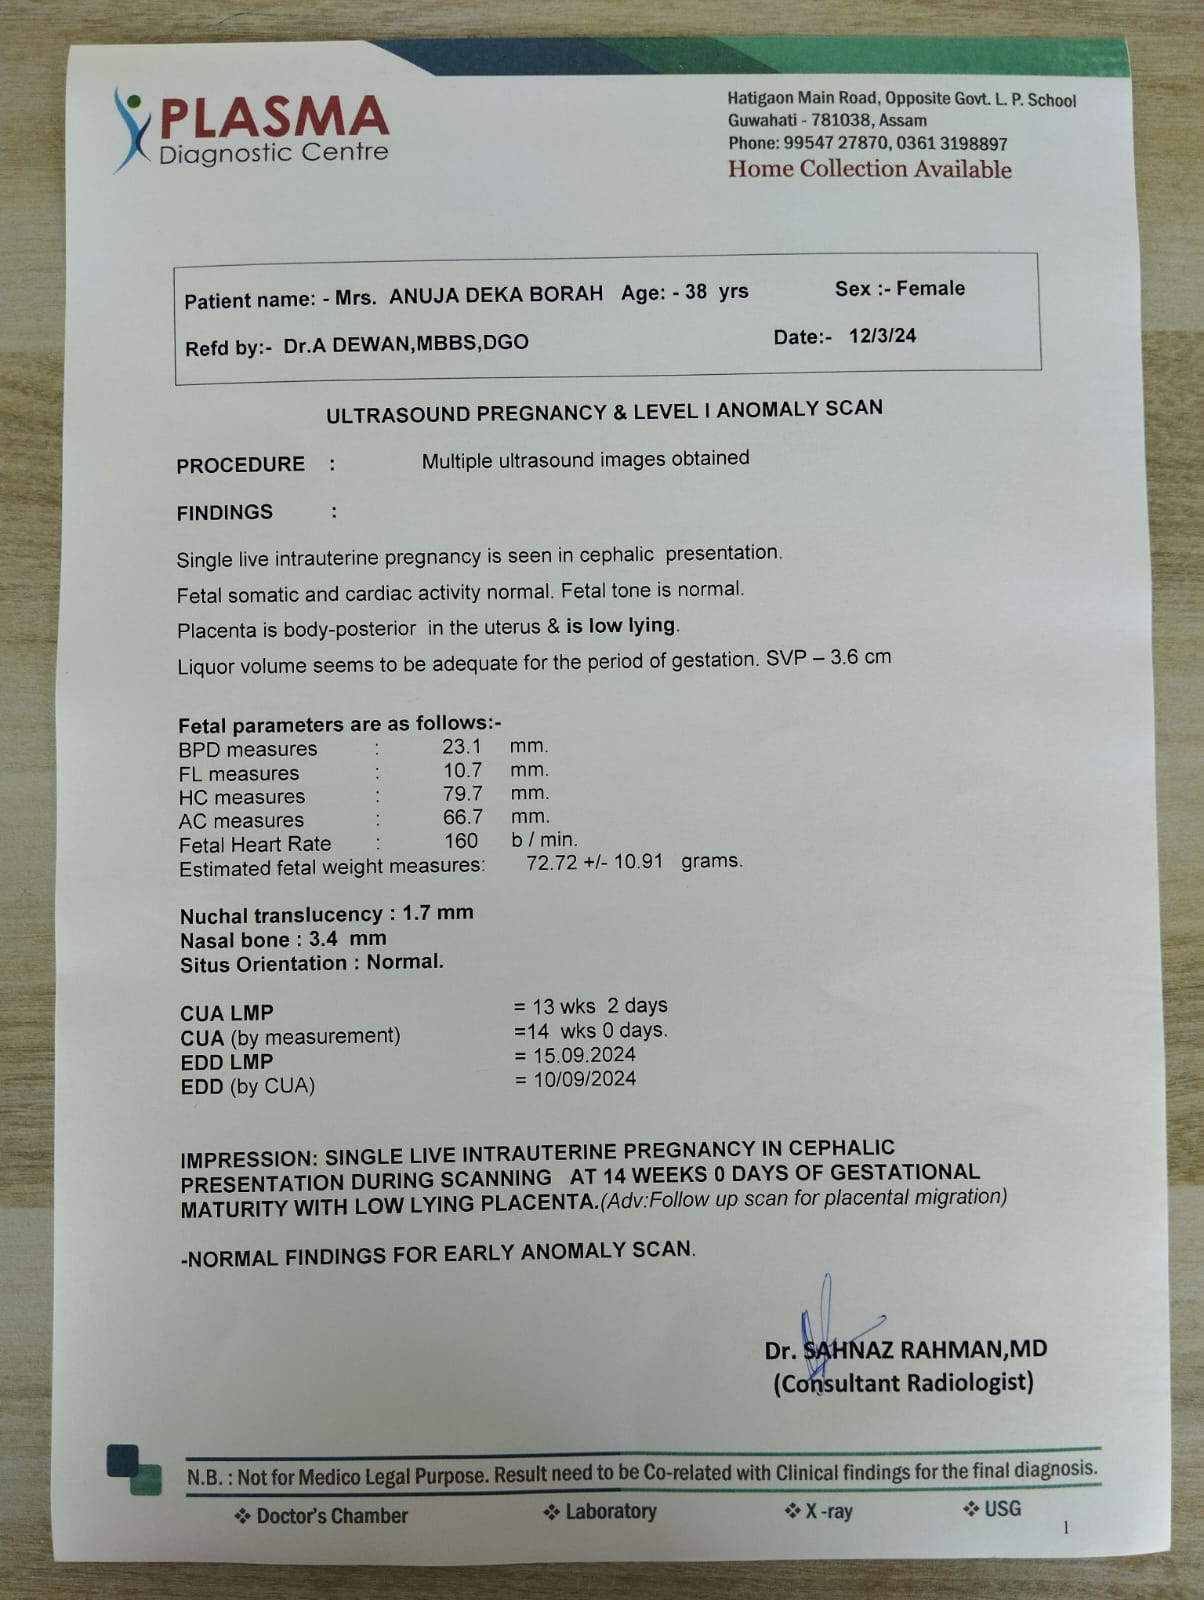 PLASMA
Diagnostic Centre
Hatigaon Main Road, Opposite Govt. L. P. School
Guwahati - 781038, Assam
Phone: 99547 27870, 0361 3198897
Home Collection Available
Patient name: - Mrs. ANUJA DEKA BORAH Age: - 38 yrs Sex :- Female
Refd by:- Dr.A DEWAN,MBBS,DGO Date:- 12/3/24
ULTRASOUND PREGNANCY & LEVEL I ANOMALY SCAN
PROCEDURE : Multiple ultrasound images obtained
FINDINGS :
Single live intrauterine pregnancy is seen in cephalic presentation.
Fetal somatic and cardiac activity normal. Fetal tone is normal.
Placenta is body-posterior in the uterus & is low lying.
Liquor volume seems to be adequate for the period of gestation. SVP – 3.6 cm
Fetal parameters are as follows:-
BPD measures : 23.1 mm.
FL measures : 10.7 mm.
HC measures : 79.7 mm.
AC measures : 66.7 mm.
Fetal Heart Rate : 160 b / min.
Estimated fetal weight measures: 72.72 +/- 10.91 grams.
Nuchal translucency : 1.7 mm
Nasal bone : 3.4 mm
Situs Orientation : Normal.
CUA LMP = 13 wks 2 days
CUA (by measurement) =14 wks 0 days.
EDD LMP = 15.09.2024
EDD (by CUA) = 10/09/2024
IMPRESSION: SINGLE LIVE INTRAUTERINE PREGNANCY IN CEPHALIC
PRESENTATION DURING SCANNING AT 14 WEEKS 0 DAYS OF GESTATIONAL
MATURITY WITH LOW LYING PLACENTA.(Adv:Follow up scan for placental migration)
-NORMAL FINDINGS FOR EARLY ANOMALY SCAN.
Dr. SAHNAZ RAHMAN,MD
(Consultant Radiologist)
N.B. : Not for Medico Legal Purpose. Result need to be Co-related with Clinical findings for the final diagnosis.
❖ Doctor's Chamber ❖ Laboratory ❖ X -ray ❖ USG
1